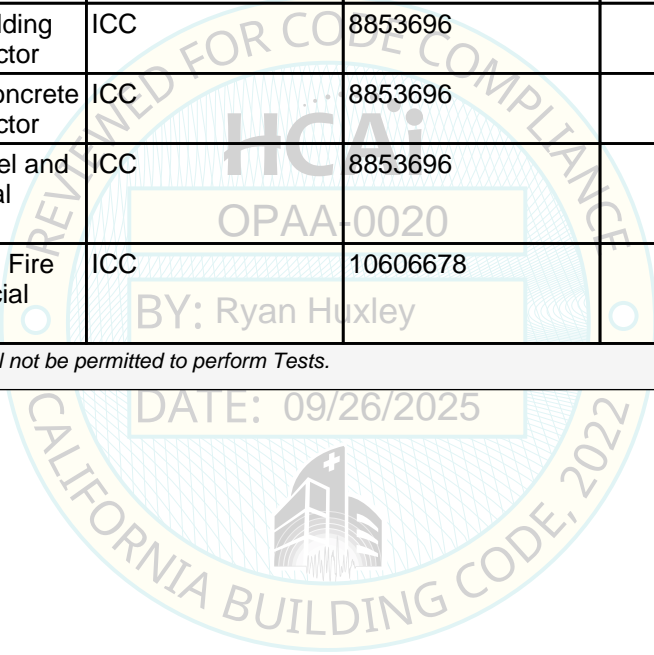 lding ICC 8853696
ctor
oncrete ICC 8853696
ctor
el and ICC 8853696
al
Fire ICC 10606678
cial
l not be permitted to perform Tests.
REVIEWED FOR CODE COMPLIANCE
HCAi
OPAA-0020
BY: Ryan Huxley
DATE: 09/26/2025
CALIFORNIA BUILDING CODE, 2022